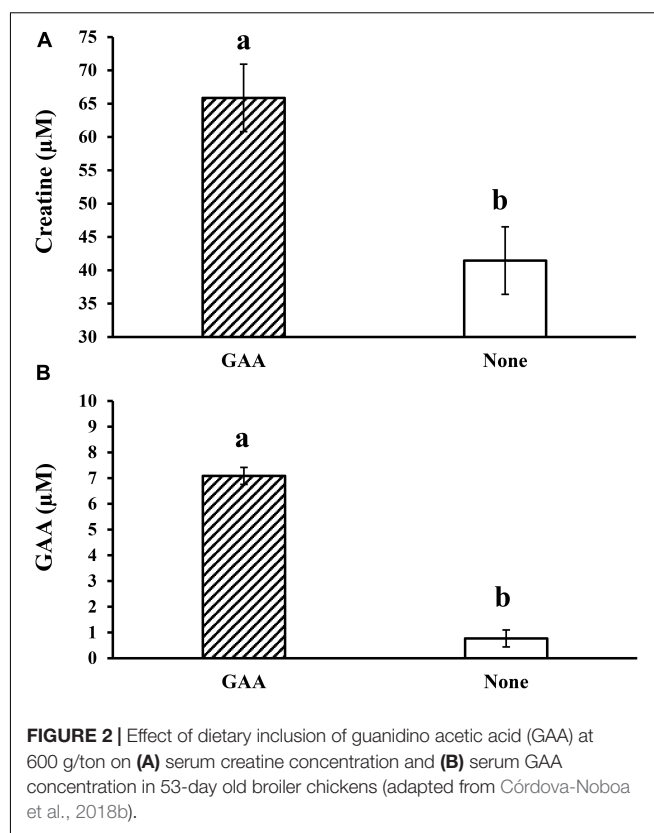 A
75
70
65
60
55
50
45
40
35
30
Creatine (µM)
a
b
GAA
None
B
10
9
8
7
6
5
4
3
2
1
0
GAA (µM)
a
b
GAA
None
FIGURE 2 | Effect of dietary inclusion of guanidino acetic acid (GAA) at
600 g/ton on (A) serum creatine concentration and (B) serum GAA
concentration in 53-day old broiler chickens (adapted from Córdova-Noboa
et al., 2018b).